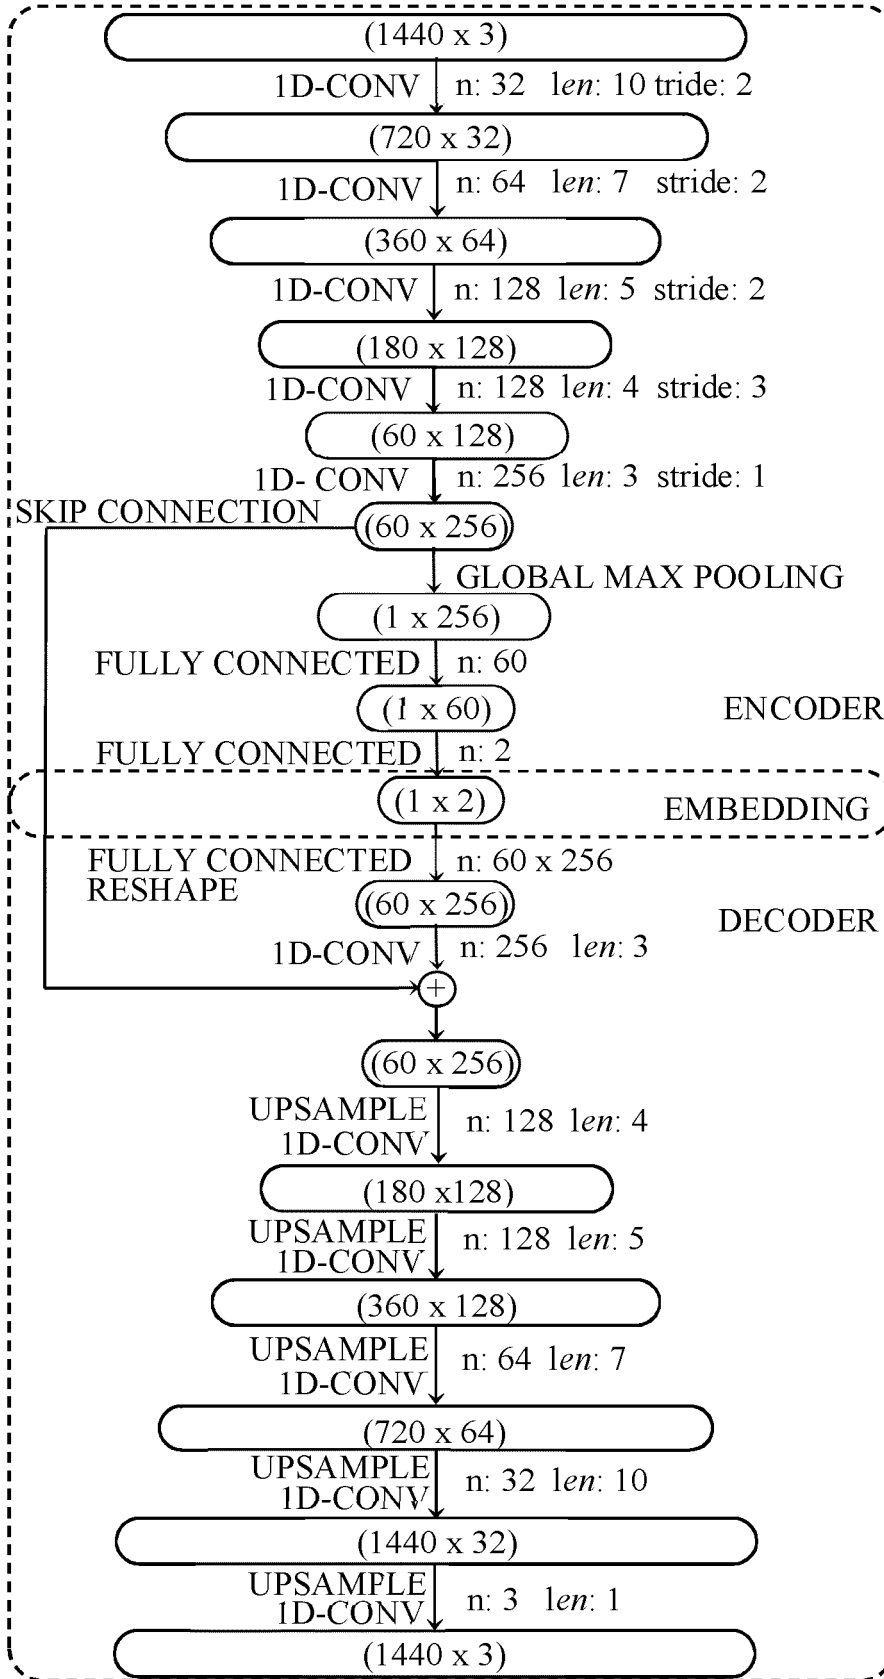 (1440 x 3)
1D-CONV n: 32 len: 10 tride: 2
(720 x 32)
1D-CONV n: 64 len: 7 stride: 2
(360 x 64)
1D-CONV n: 128 len: 5 stride: 2
(180 x 128)
1D-CONV n: 128 len: 4 stride: 3
(60 x 128)
1D- CONV n: 256 len: 3 stride: 1
SKIP CONNECTION
(60 x 256)
GLOBAL MAX POOLING
(1 x 256)
FULLY CONNECTED n: 60
(1 x 60)
ENCODER
FULLY CONNECTED n: 2
(1 x 2)
EMBEDDING
FULLY CONNECTED n: 60 x 256
RESHAPE
(60 x 256)
DECODER
1D-CONV n: 256 len: 3
+
(60 x 256)
UPSAMPLE
1D-CONV n: 128 len: 4
(180 x128)
UPSAMPLE
1D-CONV n: 128 len: 5
(360 x 128)
UPSAMPLE
1D-CONV n: 64 len: 7
(720 x 64)
UPSAMPLE
1D-CONV n: 32 len: 10
(1440 x 32)
UPSAMPLE
1D-CONV n: 3 len: 1
(1440 x 3)